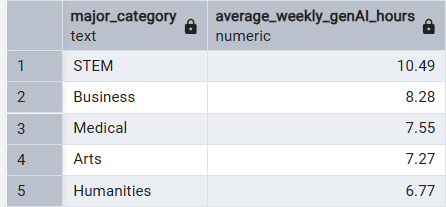 major_category average_weekly_genAI_hours
text numeric
1 STEM 10.49
2 Business 8.28
3 Medical 7.55
4 Arts 7.27
5 Humanities 6.77